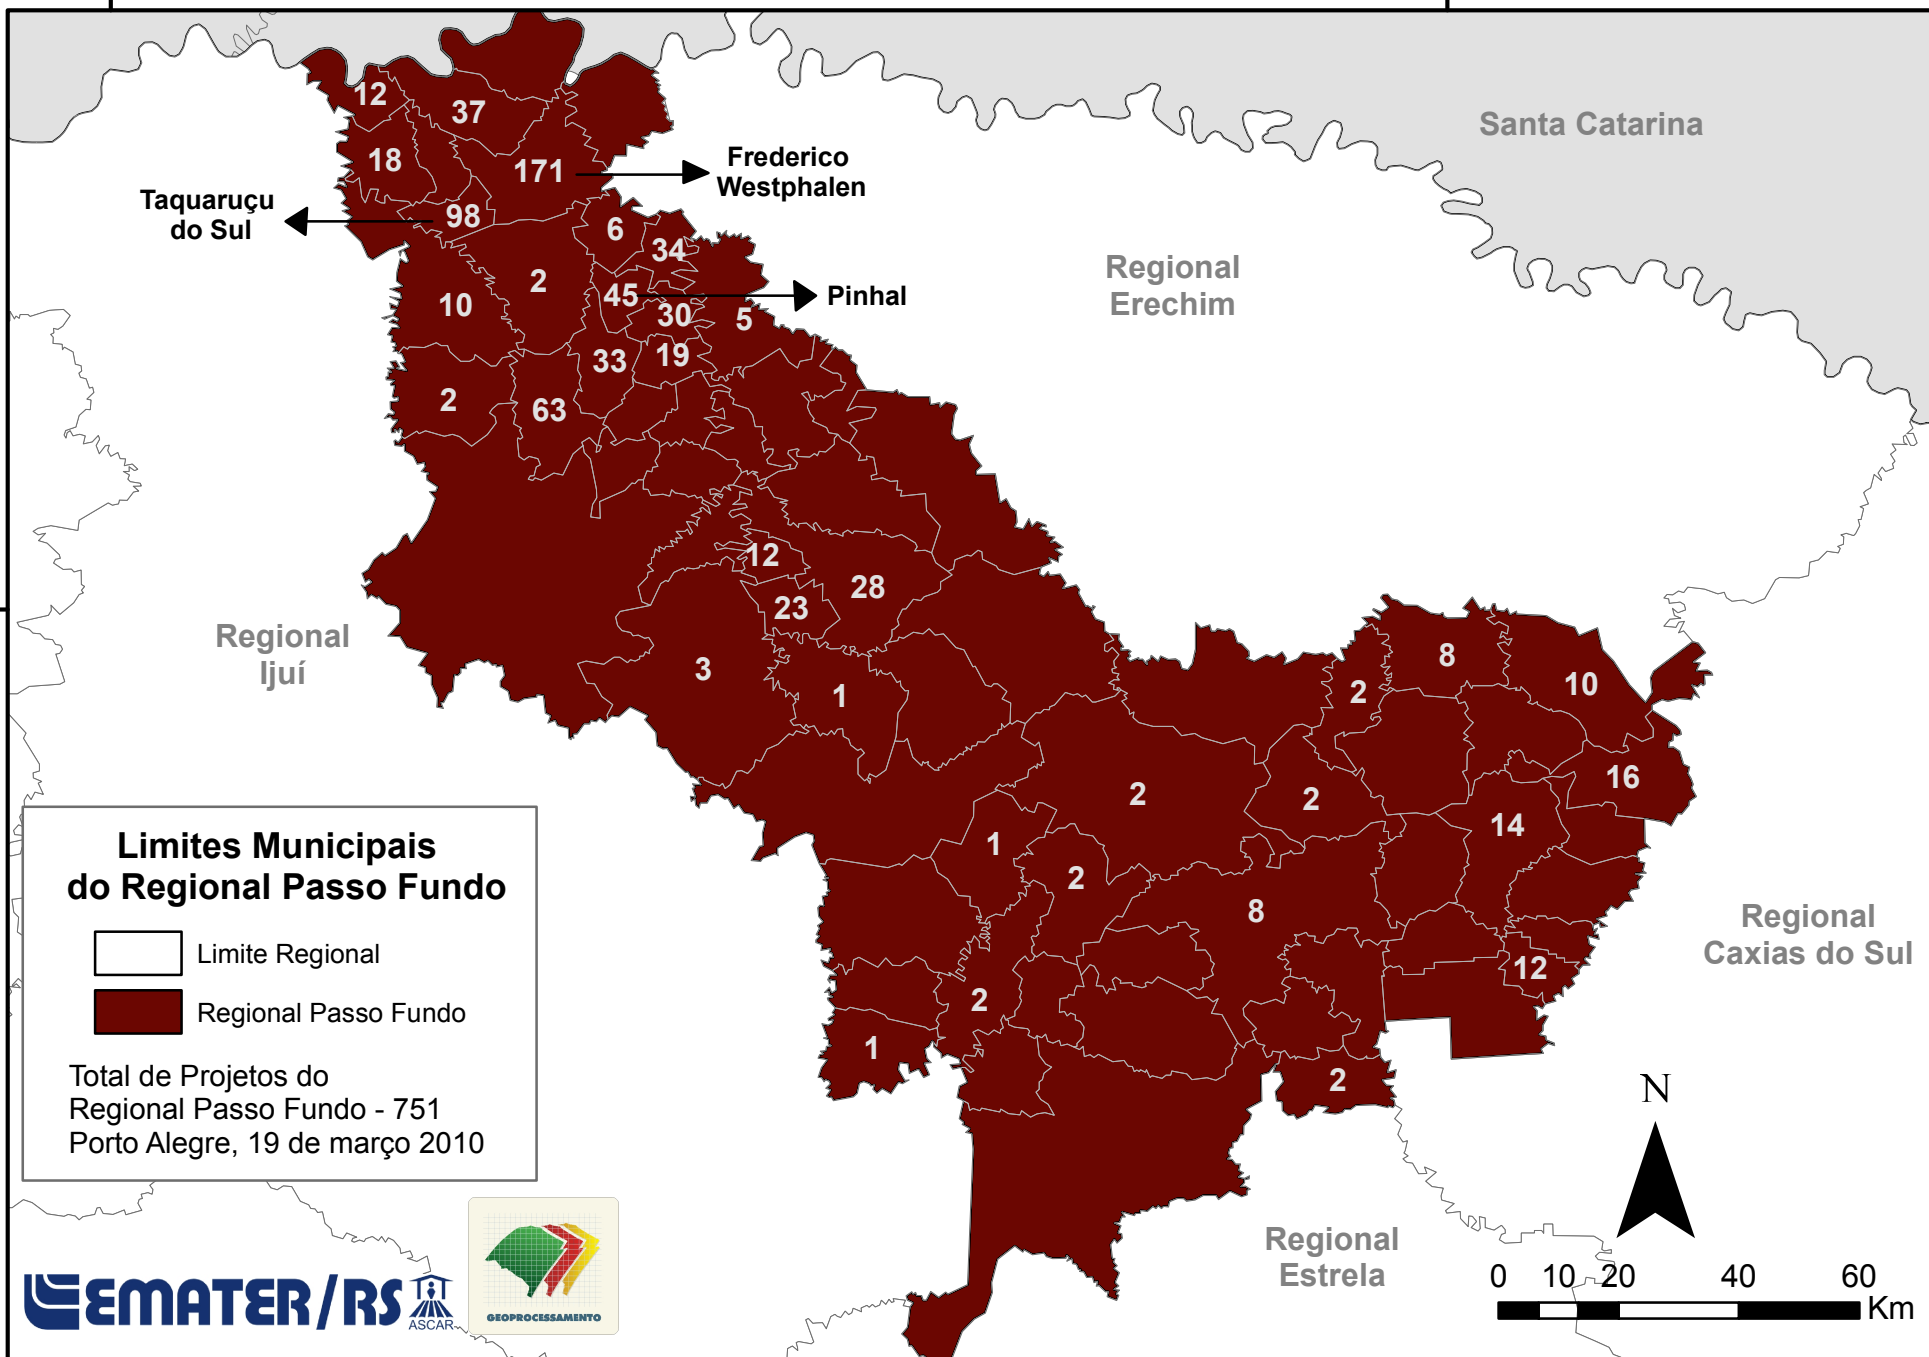 Santa Catarina
12
37
18
171
Frederico
Westphalen
Taquaruçu
do Sul
98
6
34
Regional
Erechim
2
45
Pinhal
10
30
5
33
19
2
63
12
28
23
Regional
Ijuí
3
1
8
2
10
16
2
2
14
1
2
8
12
2
1
2
Regional
Caxias do Sul
Limites Municipais
do Regional Passo Fundo
Limite Regional
Regional Passo Fundo
Total de Projetos do
Regional Passo Fundo - 751
Porto Alegre, 19 de março 2010
N
Regional
Estrela
0 10 20 40 60
Km
EMATER/RS
ASCAR
GEOPROCESSAMENTO